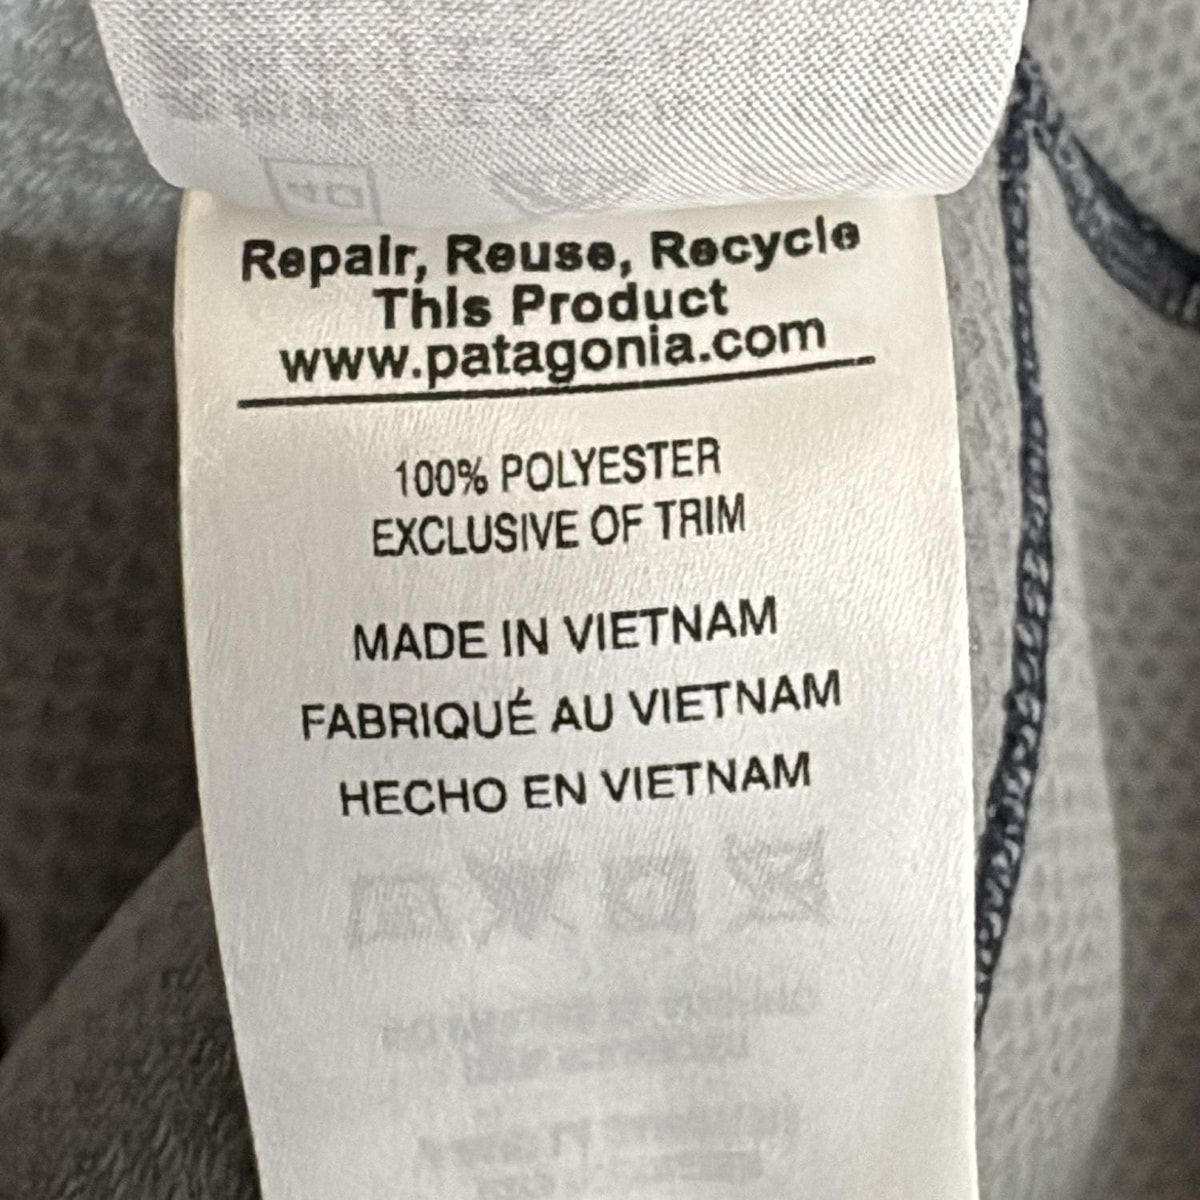 Repair, Reuse, Recycle
This Product
www.patagonia.com
100% POLYESTER
EXCLUSIVE OF TRIM
MADE IN VIETNAM
FABRIQUÉ AU VIETNAM
HECHO EN VIETNAM